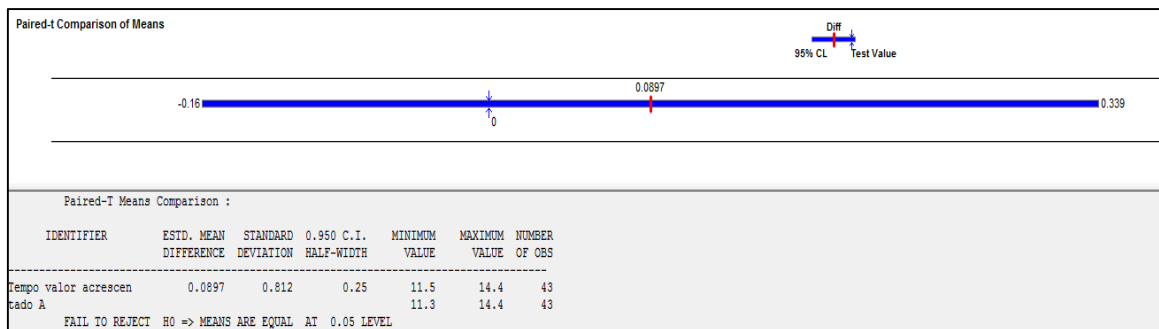 Paired-t Comparison of Means
Diff
95% CL Test Value
0.0897
-0.16 0.339
0
Paired-T Means Comparison :
IDENTIFIER ESTD. MEAN STANDARD 0.950 C.I. MINIMUM MAXIMUM NUMBER
DIFFERENCE DEVIATION HALF-WIDTH VALUE VALUE OF OBS
Tempo valor acrescen 0.0897 0.812 0.25 11.5 14.4 43
tado A 11.3 14.4 43
FAIL TO REJECT H0 => MEANS ARE EQUAL AT 0.05 LEVEL